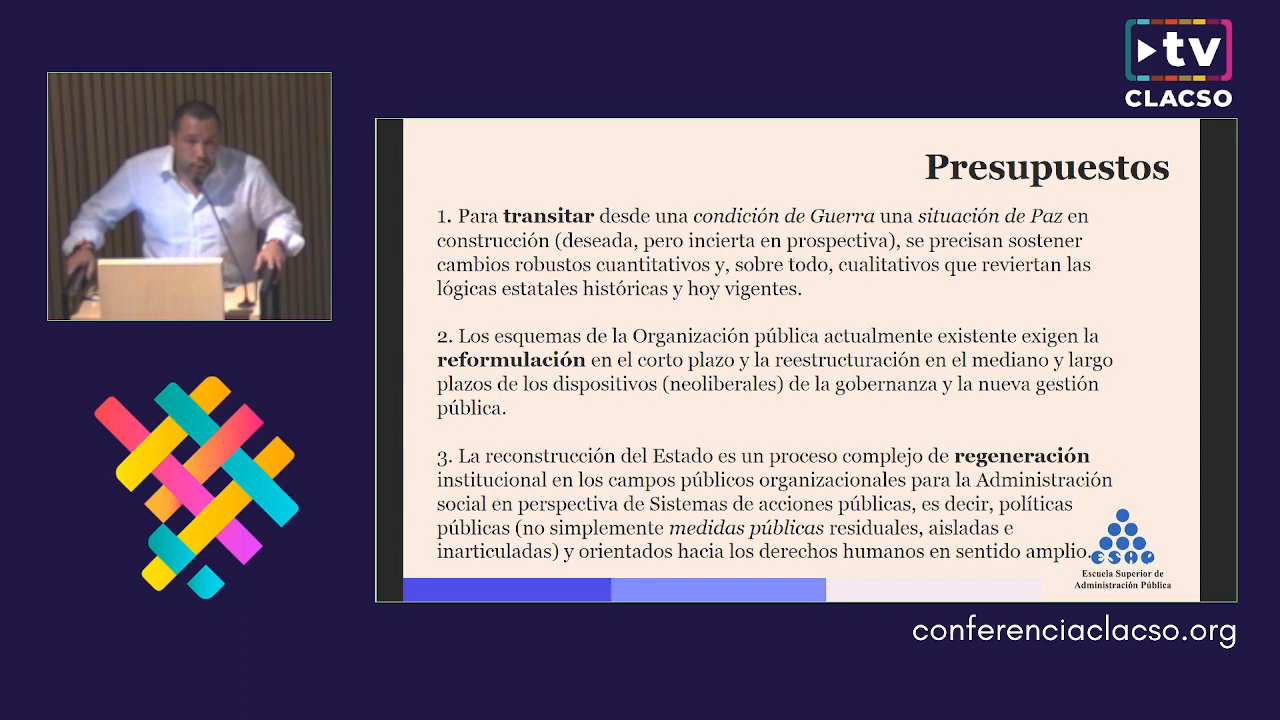 tv
CLACSO
Presupuestos
1. Para transitar desde una condición de Guerra una situación de Paz en
construcción (deseada, pero incierta en prospectiva), se precisan sostener
cambios robustos cuantitativos y, sobre todo, cualitativos que reviertan las
lógicas estatales históricas y hoy vigentes.
2. Los esquemas de la Organización pública actualmente existente exigen la
reformulación en el corto plazo y la reestructuración en el mediano y largo
plazos de los dispositivos (neoliberales) de la gobernanza y la nueva gestión
pública.
3. La reconstrucción del Estado es un proceso complejo de regeneración
institucional en los campos públicos organizacionales para la Administración
social en perspectiva de Sistemas de acciones públicas, es decir, políticas
públicas (no simplemente medidas públicas residuales, aisladas e
inarticuladas) y orientados hacia los derechos humanos en sentido amplio.
ESAP
Escuela Superior de
Administración Pública
conferenciaclacso.org